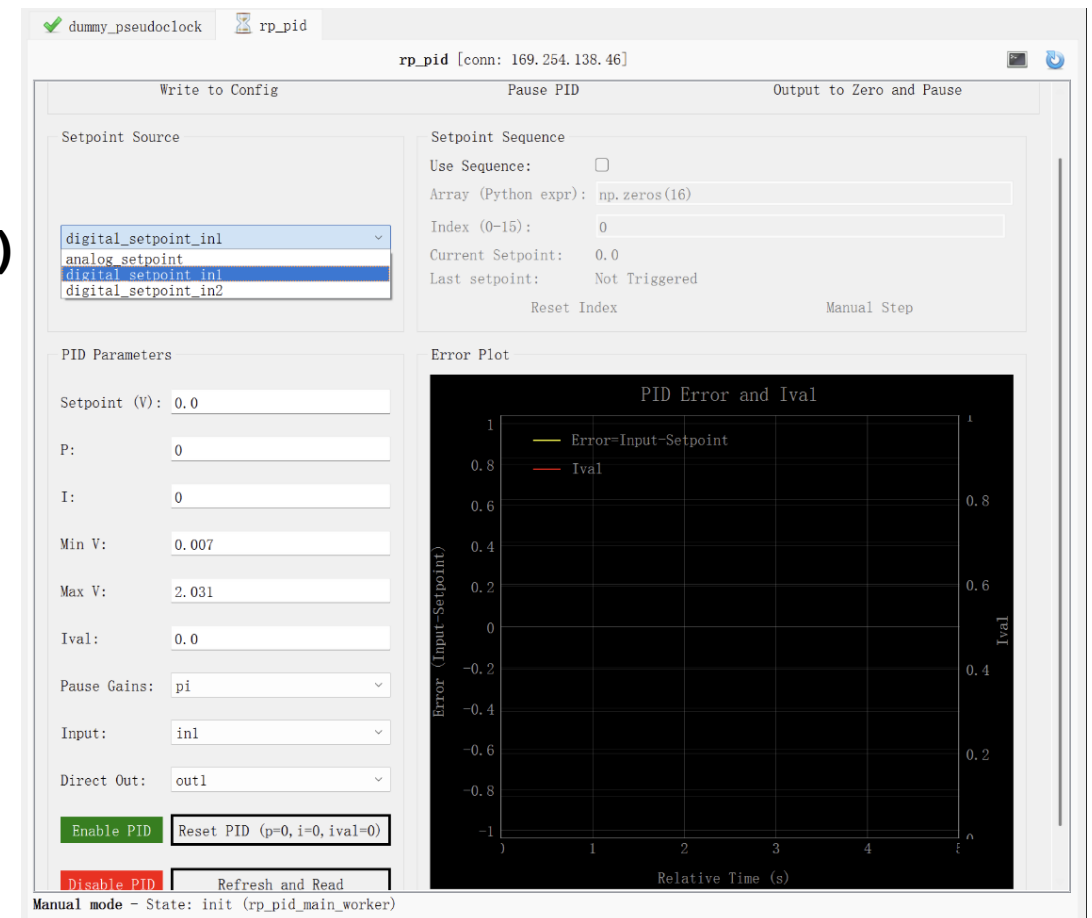 dummy_pseudoclock rp_pid
rp_pid [conn: 169.254.138.46]
Write to Config Pause PID Output to Zero and Pause
Setpoint Source
digital_setpoint_in1
analog_setpoint
digital_setpoint_in1
digital_setpoint_in2
Setpoint Sequence
Use Sequence:
Array (Python expr): np.zeros(16)
Index (0-15): 0
Current Setpoint: 0.0
Last setpoint: Not Triggered
Reset Index Manual Step
PID Parameters
Setpoint (V): 0.0
P: 0
I: 0
Min V: 0.007
Max V: 2.031
Ival: 0.0
Pause Gains: pi
Input: in1
Direct Out: out1
Enable PID Reset PID (p=0, i=0, ival=0)
Disable PID Refresh and Read
Error Plot
PID Error and Ival
Error=Input-Setpoint
Ival
Error (Input-Setpoint)
1
0.8
0.6
0.4
0.2
0
-0.2
-0.4
-0.6
-0.8
-1
1 2 3 4
Relative Time (s)
0.8
0.6
0.4
0.2
Ival
Manual mode - State: init (rp_pid_main_worker)
)